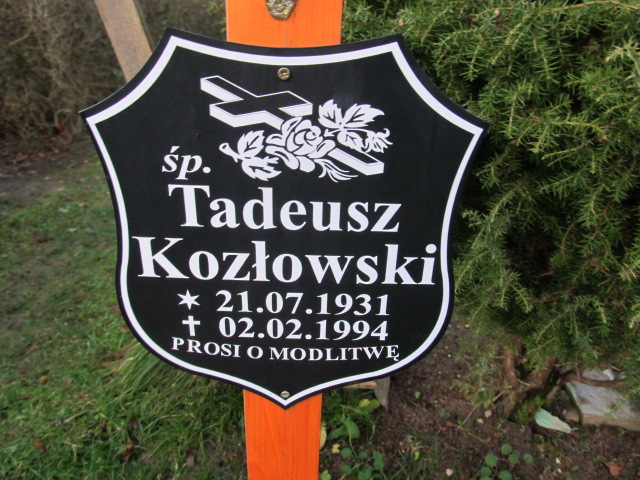 śp.
Tadeusz
Kozłowski
✶ 21.07.1931
✝ 02.02.1994
PROSI O MODLITWĘ